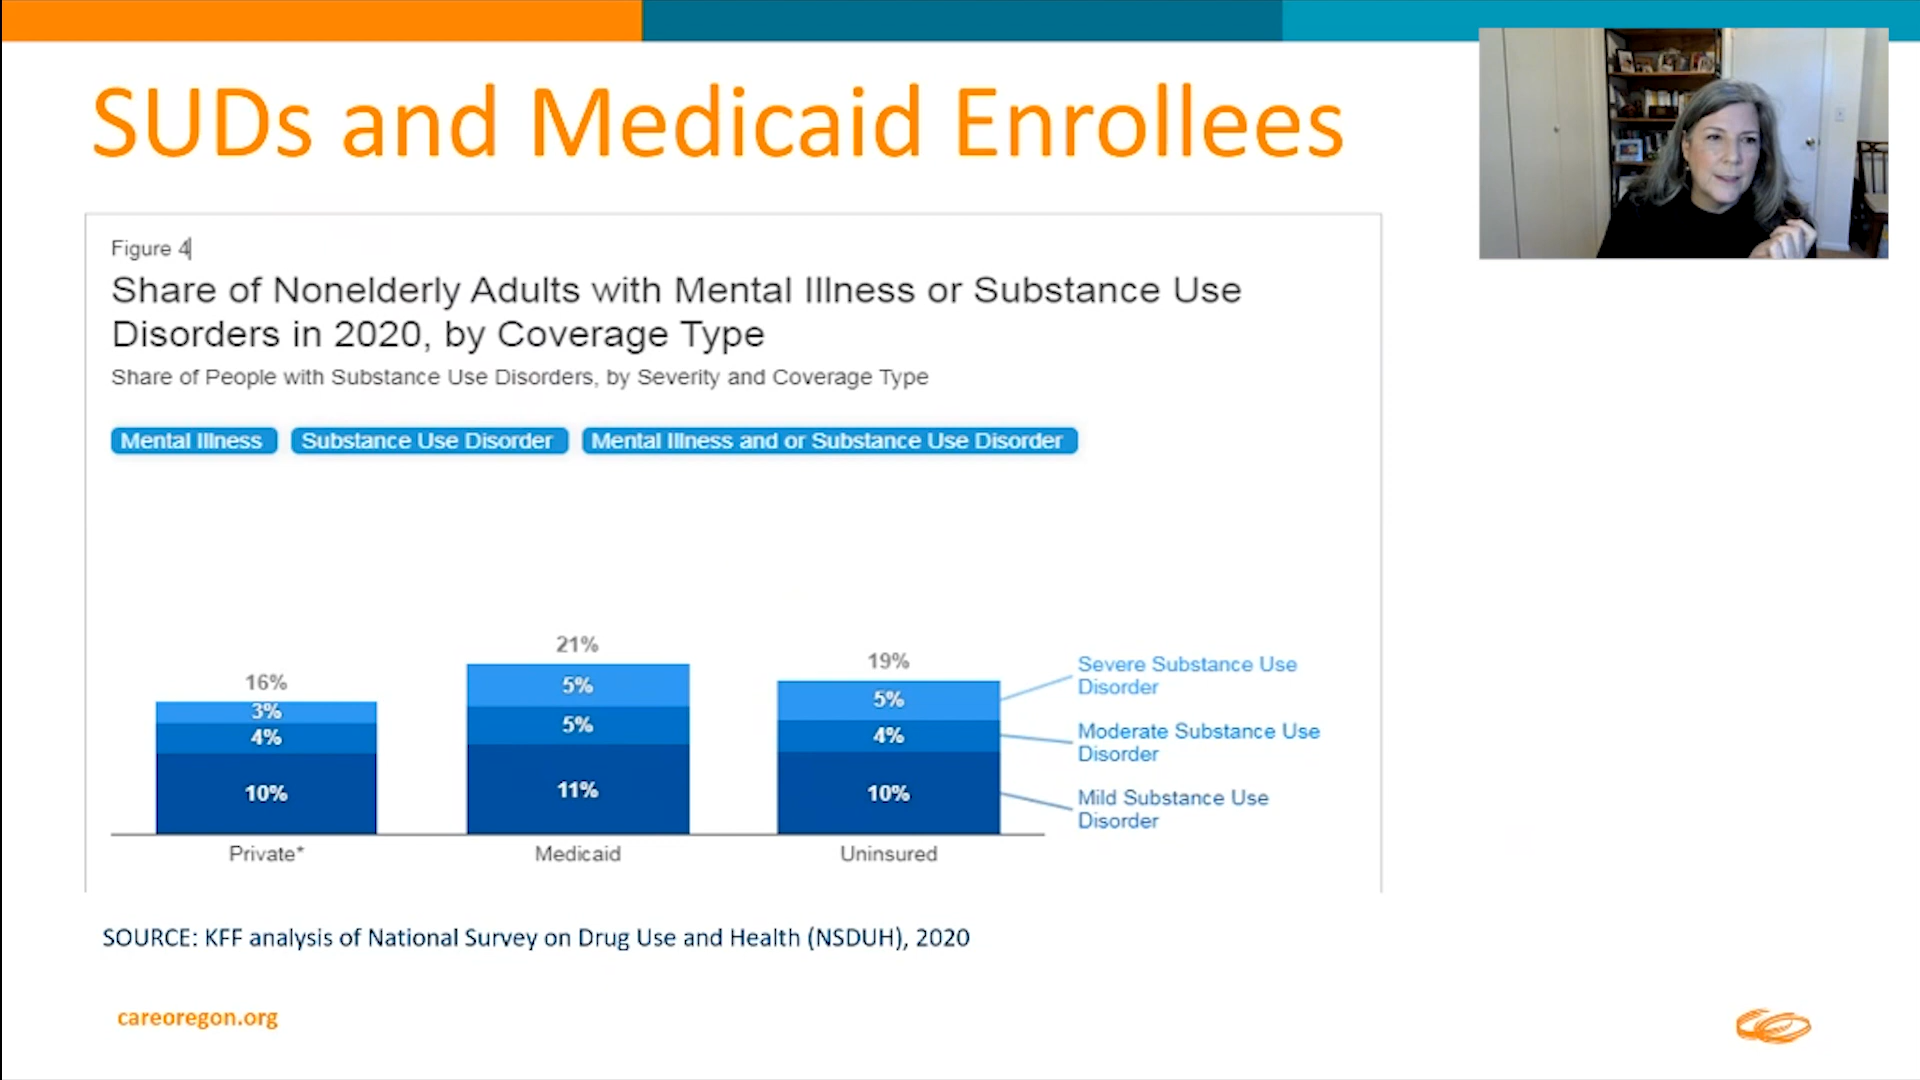 SUDs and Medicaid Enrollees
Figure 4
Share of Nonelderly Adults with Mental Illness or Substance Use
Disorders in 2020, by Coverage Type
Share of People with Substance Use Disorders, by Severity and Coverage Type
Mental Illness Substance Use Disorder Mental Illness and or Substance Use Disorder
16%
3%
4%
10%
Private*
21%
5%
5%
11%
Medicaid
19%
5%
4%
10%
Uninsured
Severe Substance Use
Disorder
Moderate Substance Use
Disorder
Mild Substance Use
Disorder
SOURCE: KFF analysis of National Survey on Drug Use and Health (NSDUH), 2020
careoregon.org